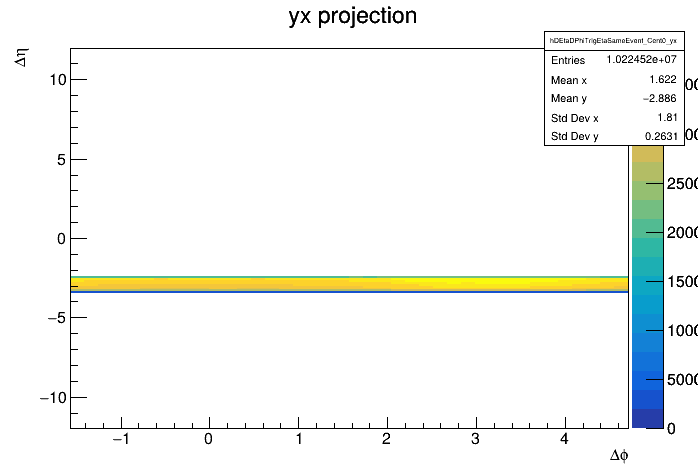 yx projection
hDEtaDPhiTrigEtaSameEvent_Cent0_yx
Entries 1.022452e+07
Mean x 1.622
Mean y −2.886
Std Dev x 1.81
Std Dev y 0.2631
Δη
10
5
0
−5
−10
−1 0 1 2 3 4
Δϕ
2500
2000
1500
5000
0